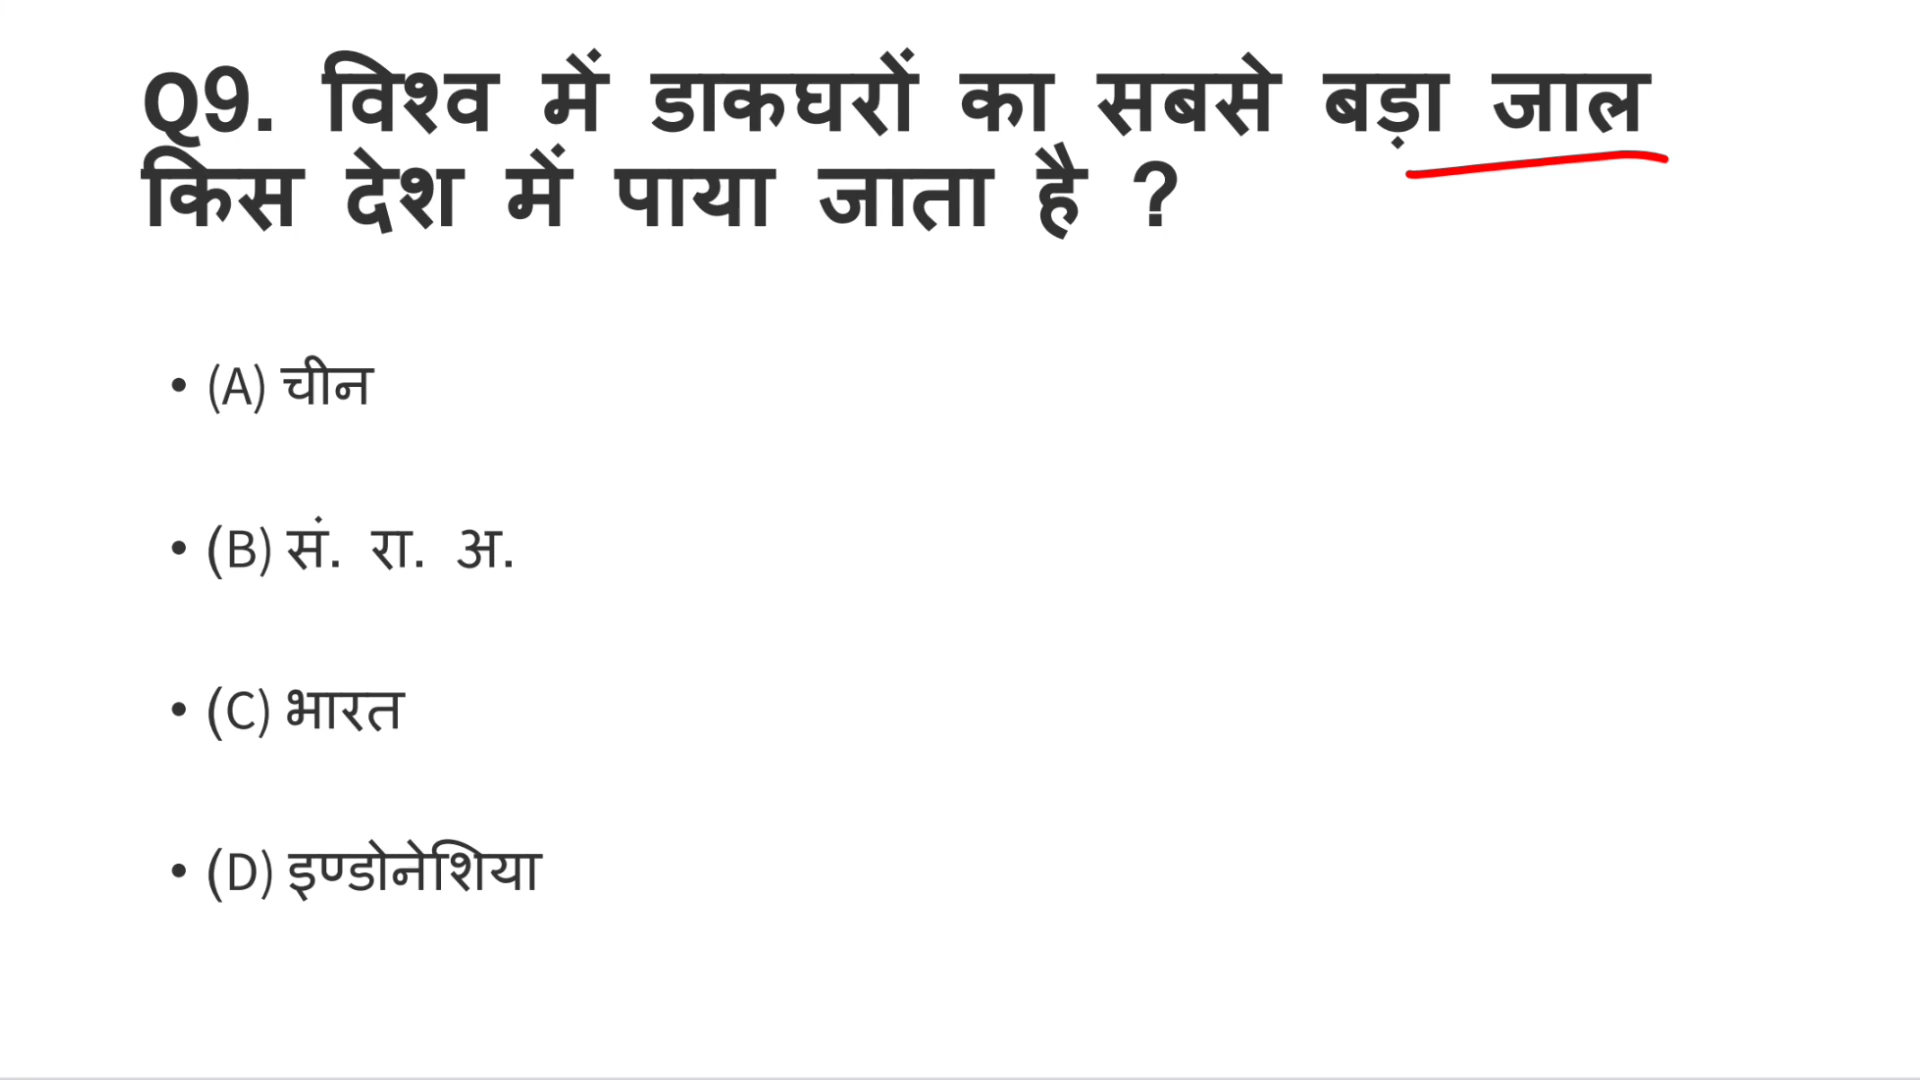 Q9. विश्व में डाकघरों का सबसे बड़ा जाल
किस देश में पाया जाता है ?
• (A) चीन
• (B) सं. रा. अ.
• (C) भारत
• (D) इण्डोनेशिया